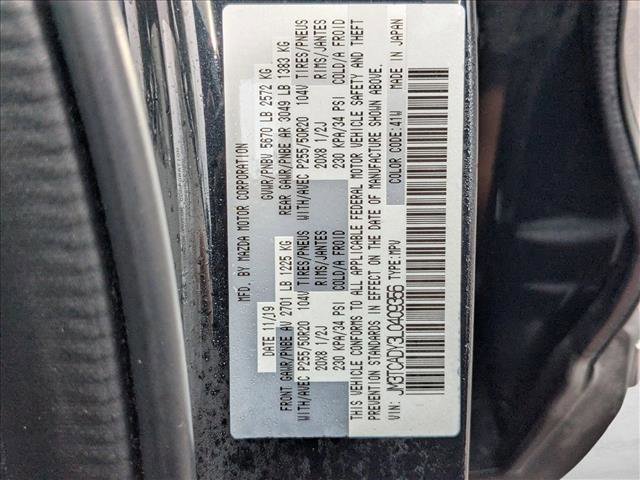 MFD. BY MAZDA MOTOR CORPORATION
DATE 11/19 GVWR/PNBV 5670 LB 2572 KG
FRONT GAWR/PNBE AV 2701 LB 1225 KG REAR GAWR/PNBE AR 3049 LB 1383 KG
WITH/AVEC P255/50R20 104V TIRES/PNEUS WITH/AVEC P255/50R20 104V TIRES/PNEUS
20X8 1/2J RIMS/JANTES 20X8 1/2J RIMS/JANTES
230 KPA/34 PSI COLD/A FROID 230 KPA/34 PSI COLD/A FROID
THIS VEHICLE CONFORMS TO ALL APPLICABLE FEDERAL MOTOR VEHICLE SAFETY AND THEFT
PREVENTION STANDARDS IN EFFECT ON THE DATE OF MANUFACTURE SHOWN ABOVE.
VIN: JM3TCADY3L0409356 TYPE: MPV COLOR CODE: 41W MADE IN JAPAN